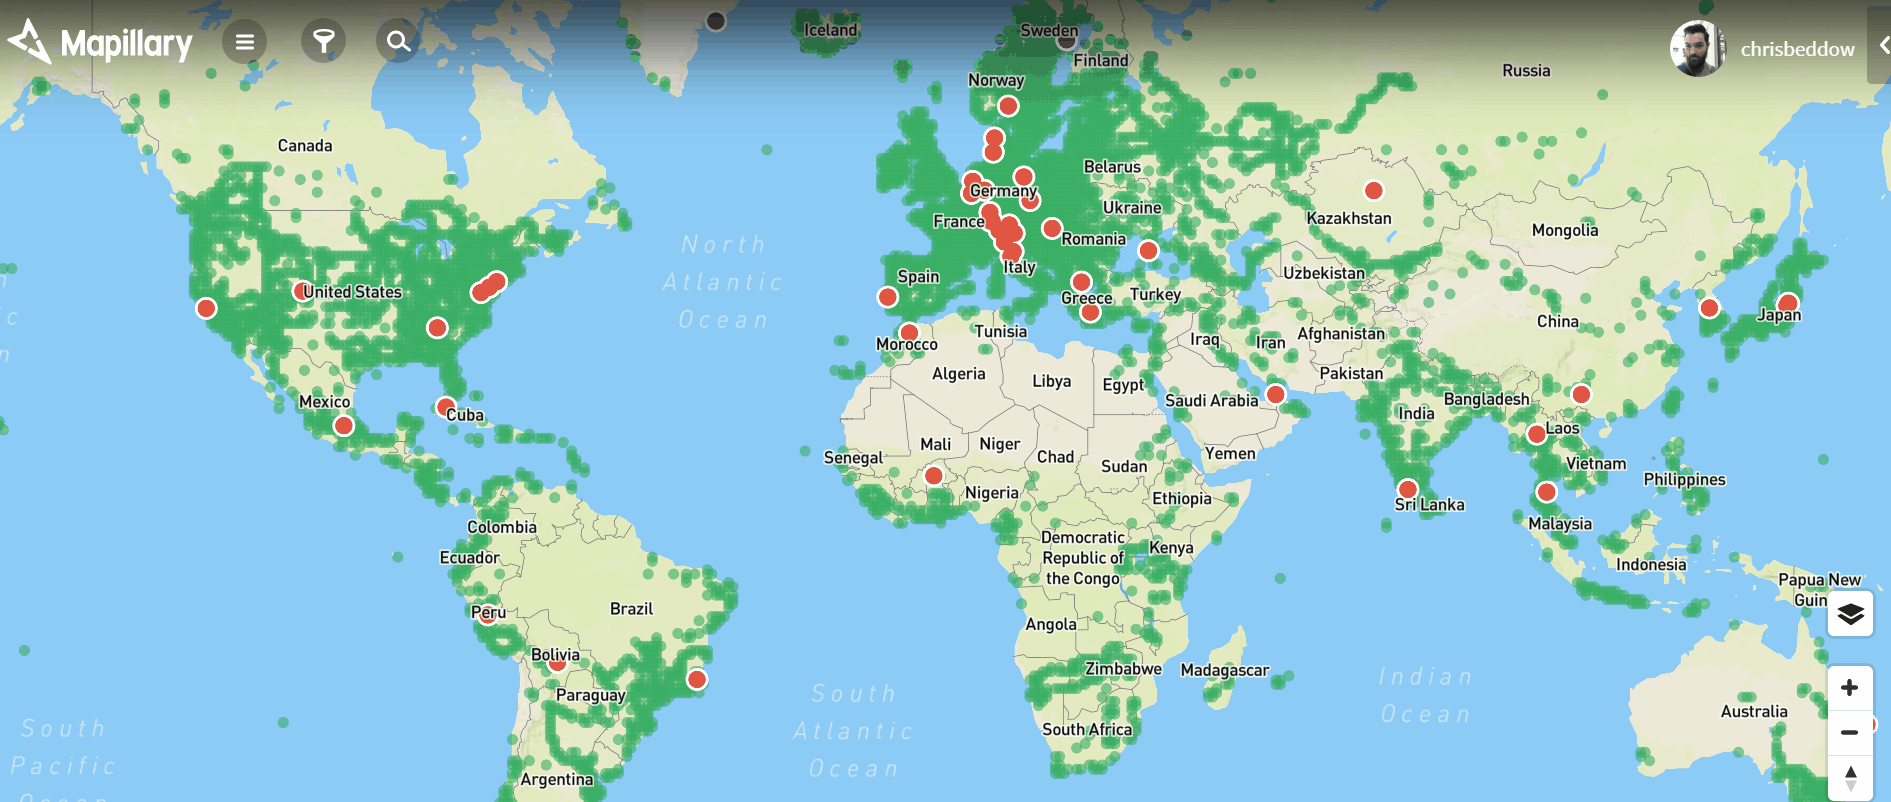 Mapillary
chrisbeddow
Iceland
Sweden
Finland
Norway
Russia
Canada
Belarus
Germany
Ukraine
France
Kazakhstan
Romania
Mongolia
North
Atlantic
Ocean
Italy
Spain
Uzbekistan
United States
Greece
Turkey
Japan
China
Tunisia
Afghanistan
Morocco
Iraq
Iran
Algeria
Libya
Egypt
Pakistan
Mexico
Saudi Arabia
Bangladesh
Cuba
India
Laos
Mali
Niger
Senegal
Chad
Sudan
Yemen
Vietnam
Philippines
Nigeria
Ethiopia
Sri Lanka
Colombia
Malaysia
Democratic
Republic of
the Congo
Kenya
Ecuador
Indonesia
Papua New
Guin
Peru
Brazil
Angola
Bolivia
Zimbabwe
Madagascar
Indian
Ocean
Paraguay
South
Atlantic
Ocean
Australia
South Africa
South
Pacific
Ocean
Argentina